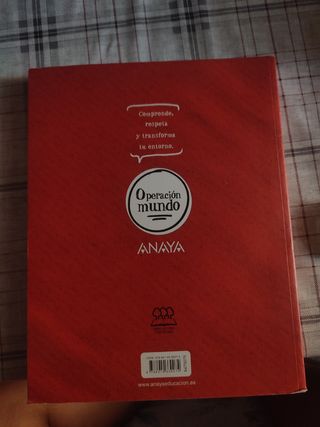 Comprende,
respeta
y transforma
tu entorno.
Operación
mundo
ANAYA
www.anayaeducacion.es